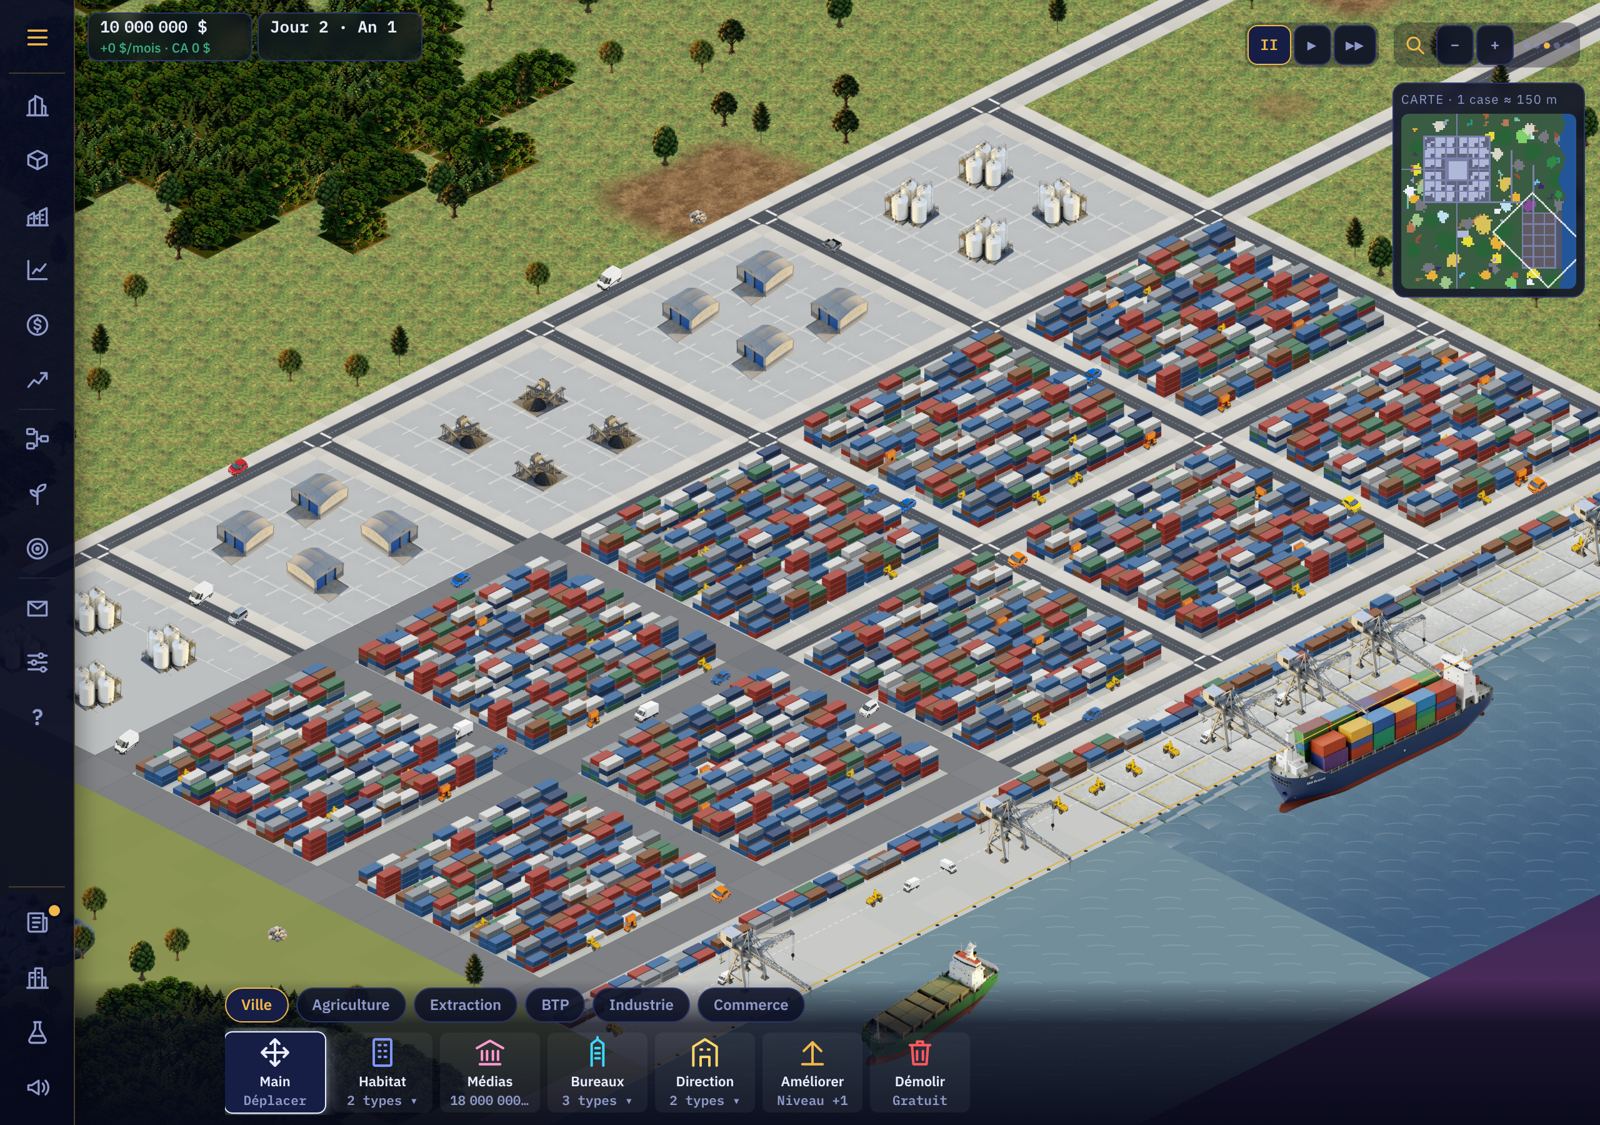 10 000 000 $
+0 $/mois · CA 0 $
Jour 2 · An 1
CARTE · 1 case ≈ 150 m
Ville
Agriculture
Extraction
BTP
Industrie
Commerce
Main
Déplacer
Habitat
2 types ▾
Médias
18 000 000…
Bureaux
3 types ▾
Direction
2 types ▾
Améliorer
Niveau +1
Démolir
Gratuit